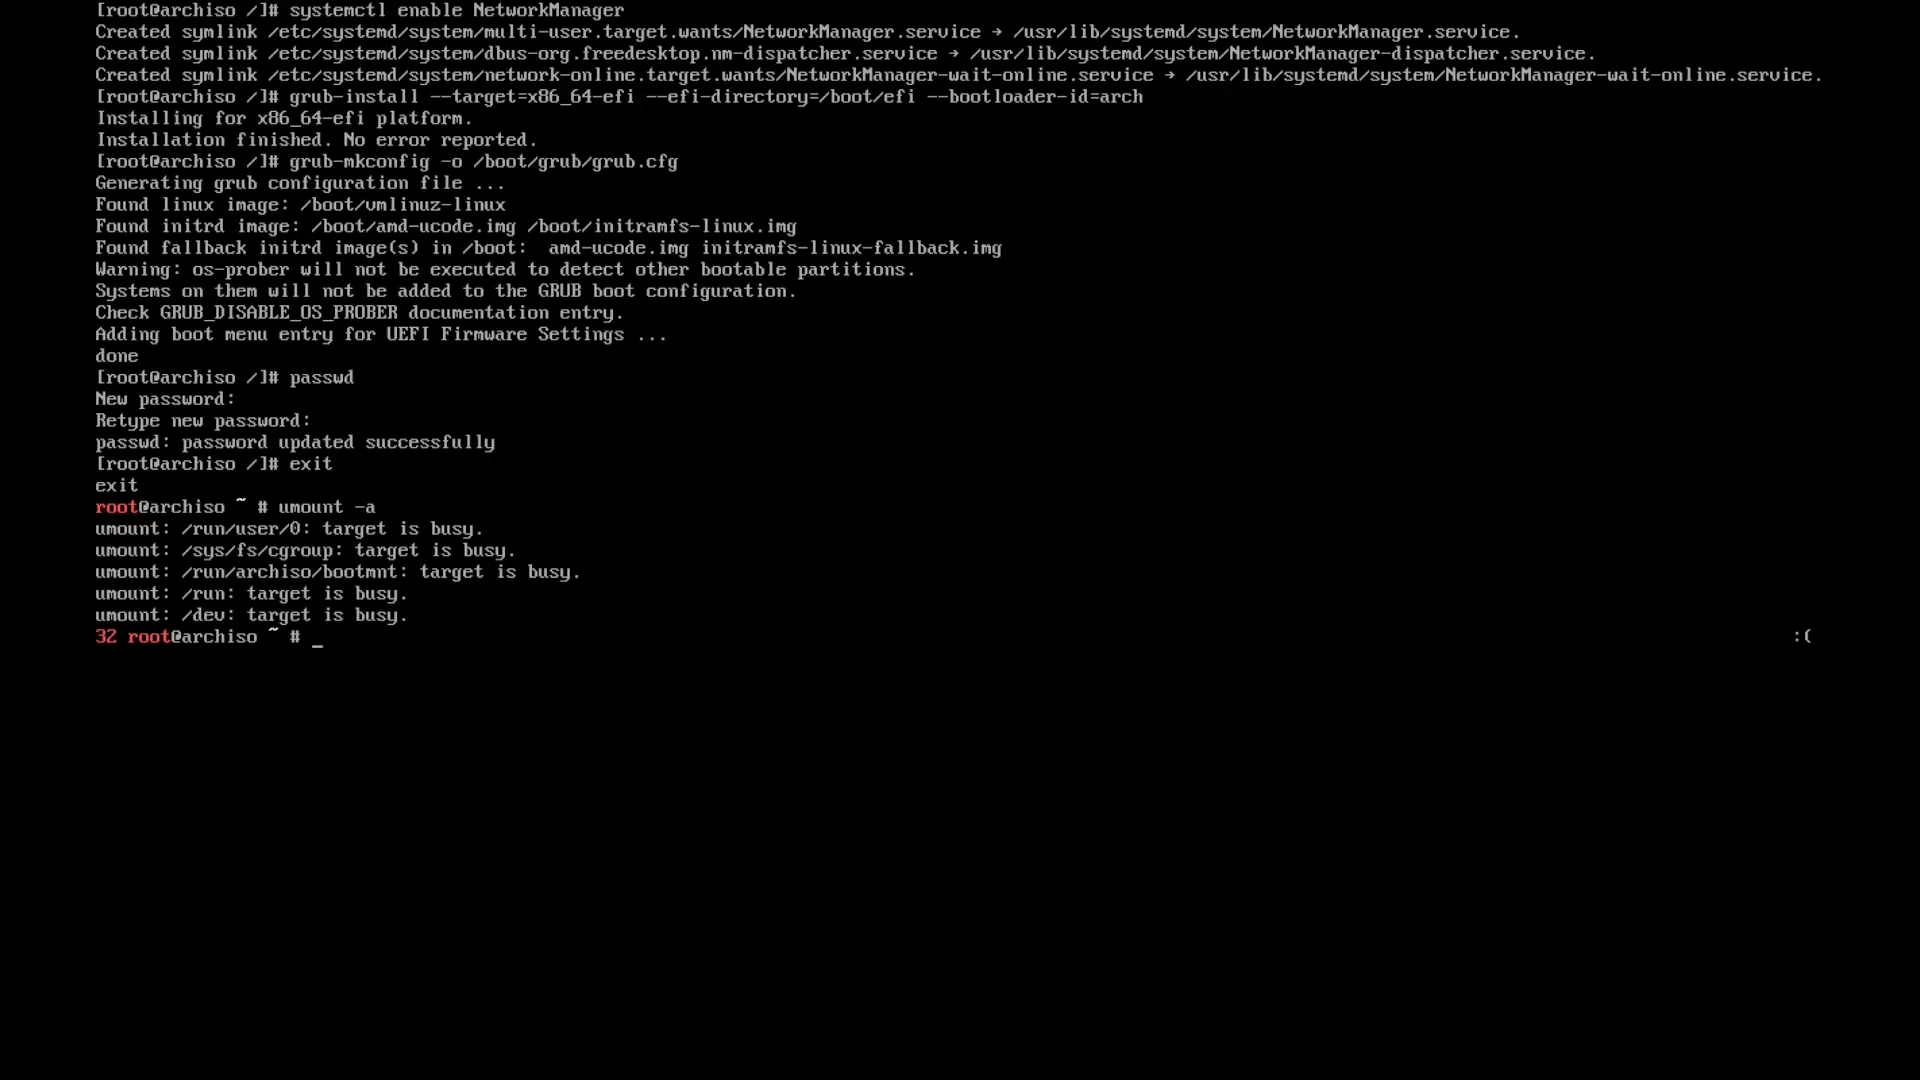 [root@archiso /]# systemctl enable NetworkManager
Created symlink /etc/systemd/system/multi-user.target.wants/NetworkManager.service → /usr/lib/systemd/system/NetworkManager.service.
Created symlink /etc/systemd/system/dbus-org.freedesktop.nm-dispatcher.service → /usr/lib/systemd/system/NetworkManager-dispatcher.service.
Created symlink /etc/systemd/system/network-online.target.wants/NetworkManager-wait-online.service → /usr/lib/systemd/system/NetworkManager-wait-online.service.
[root@archiso /]# grub-install --target=x86_64-efi --efi-directory=/boot/efi --bootloader-id=arch
Installing for x86_64-efi platform.
Installation finished. No error reported.
[root@archiso /]# grub-mkconfig -o /boot/grub/grub.cfg
Generating grub configuration file ...
Found linux image: /boot/vmlinuz-linux
Found initrd image: /boot/amd-ucode.img /boot/initramfs-linux.img
Found fallback initrd image(s) in /boot:  amd-ucode.img initramfs-linux-fallback.img
Warning: os-prober will not be executed to detect other bootable partitions.
Systems on them will not be added to the GRUB boot configuration.
Check GRUB_DISABLE_OS_PROBER documentation entry.
Adding boot menu entry for UEFI Firmware Settings ...
done
[root@archiso /]# passwd
New password:
Retype new password:
passwd: password updated successfully
[root@archiso /]# exit
exit
root@archiso ~ # umount -a
umount: /run/user/0: target is busy.
umount: /sys/fs/cgroup: target is busy.
umount: /run/archiso/bootmnt: target is busy.
umount: /run: target is busy.
umount: /dev: target is busy.
32 root@archiso ~ # _ :(